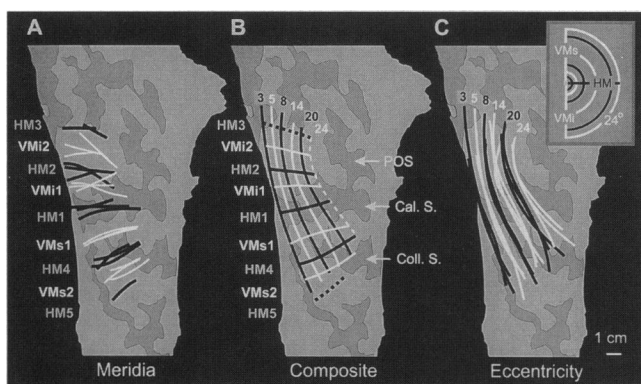 A
HM3
VMi2
HM2
VMi1
HM1
VMs1
HM4
VMs2
HM5
Meridia
B
3 5 8 14 20 24
HM3
VMi2
HM2
VMi1
HM1
VMs1
HM4
VMs2
HM5
POS
Cal. S.
Coll. S.
Composite
C
3 5 8 14 20 24
VMs
HM
VMi
24°
1 cm
Eccentricity